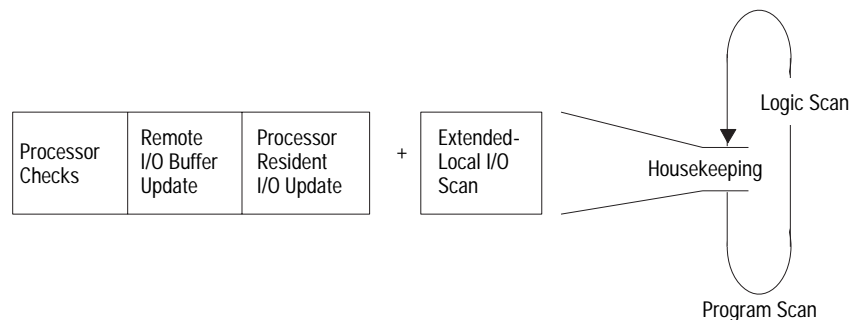 Processor
Checks
Remote
I/O Buffer
Update
Processor
Resident
I/O Update
+
Extended-
Local I/O
Scan
Housekeeping
Logic Scan
Program Scan